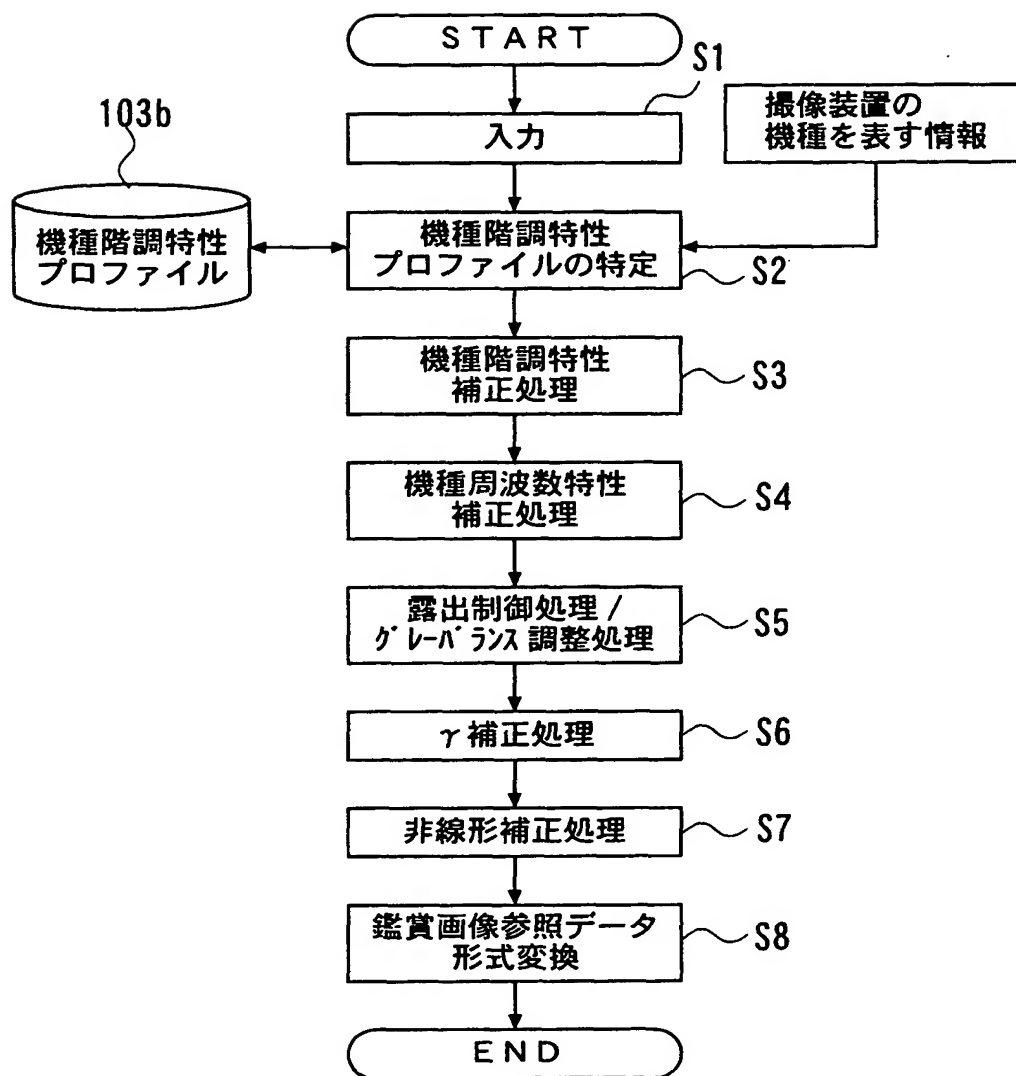 START
S1
入力
撮像装置の
機種を表す情報
103b
機種階調特性
プロファイル
機種階調特性
プロファイルの特定
S2
機種階調特性
補正処理
S3
機種周波数特性
補正処理
S4
露出制御処理/
グレーバランス調整処理
S5
γ補正処理
S6
非線形補正処理
S7
鑑賞画像参照データ
形式変換
S8
END